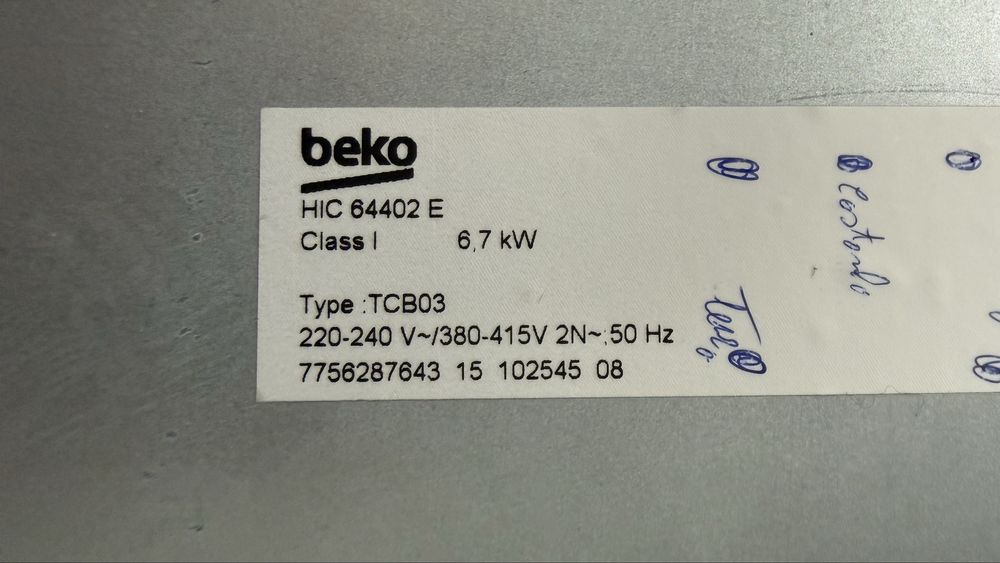 beko
HIC 64402 E
Class I 6,7 kW
Type :TCB03
220-240 V~/380-415V 2N~;50 Hz
7756287643 15 102545 08